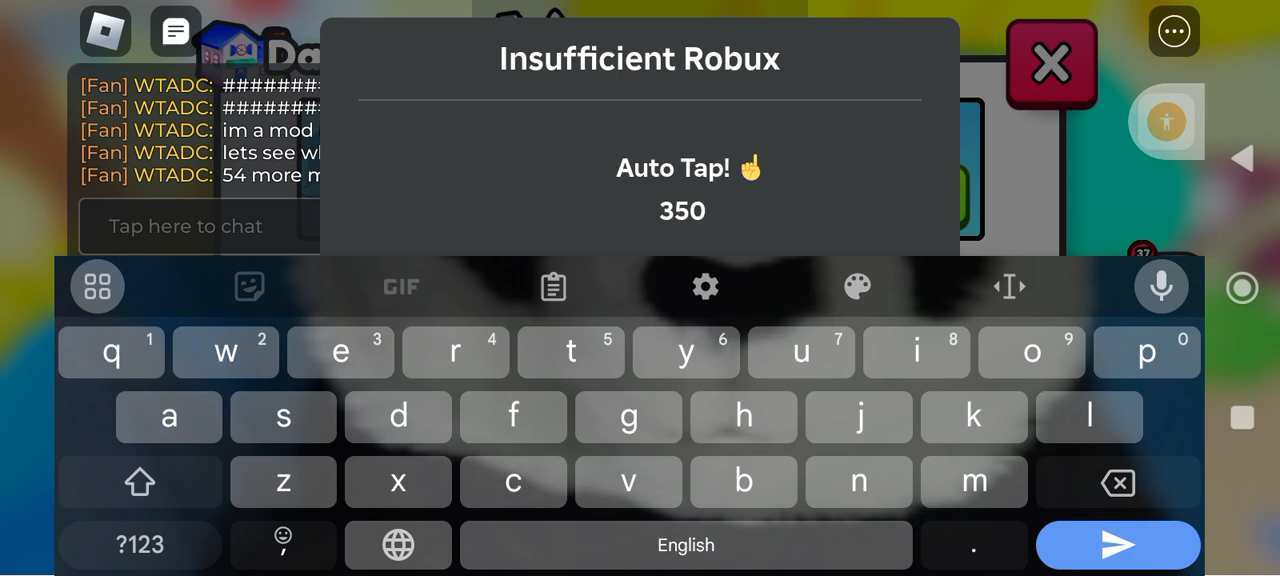 Da
Insufficient Robux
[Fan] WTADC: #######
[Fan] WTADC: #######
[Fan] WTADC: im a mod
[Fan] WTADC: lets see
[Fan] WTADC: 54 more
Auto Tap! ☝
350
Tap here to chat
37
GIF
q 1 w 2 e 3 r 4 t 5 y 6 u 7 i 8 o 9 p 0
a s d f g h j k l
z x c v b n m
?123 , English .